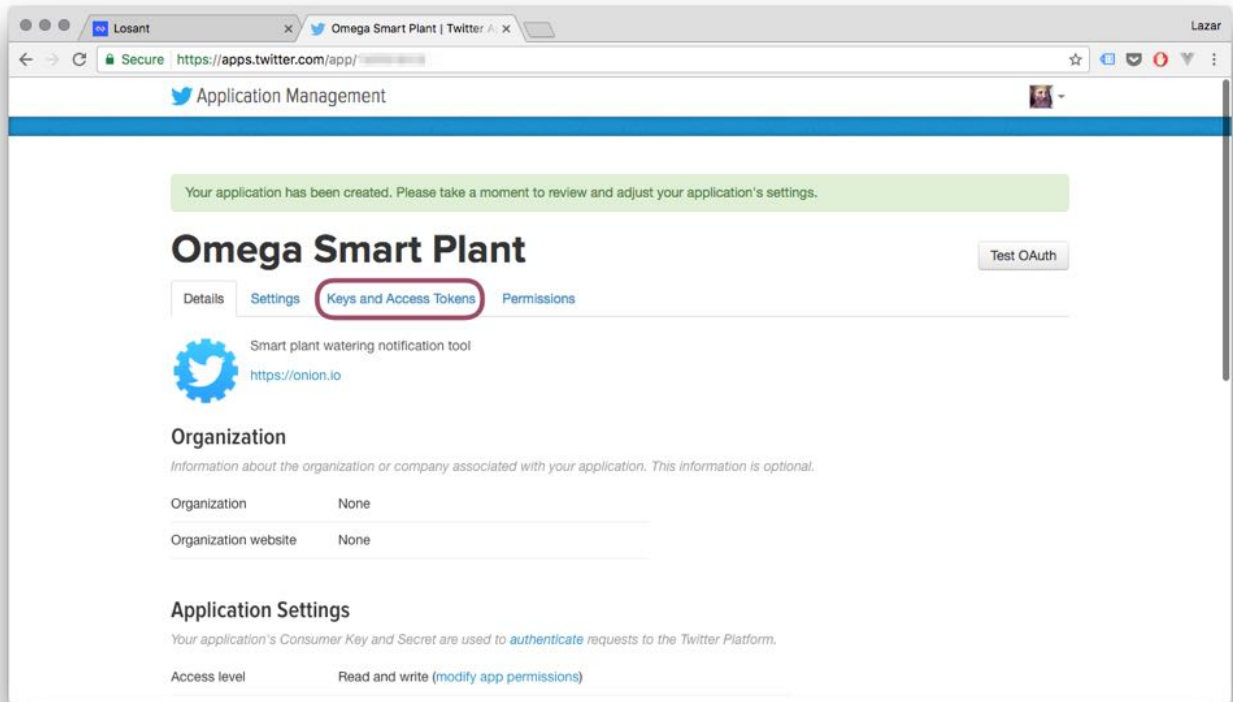 Losant
Omega Smart Plant | Twitter
Lazar
Secure https://apps.twitter.com/app/
Application Management
Your application has been created. Please take a moment to review and adjust your application's settings.
Omega Smart Plant
Test OAuth
Details Settings Keys and Access Tokens Permissions
Smart plant watering notification tool
https://onion.io
Organization
Information about the organization or company associated with your application. This information is optional.
Organization None
Organization website None
Application Settings
Your application's Consumer Key and Secret are used to authenticate requests to the Twitter Platform.
Access level Read and write (modify app permissions)